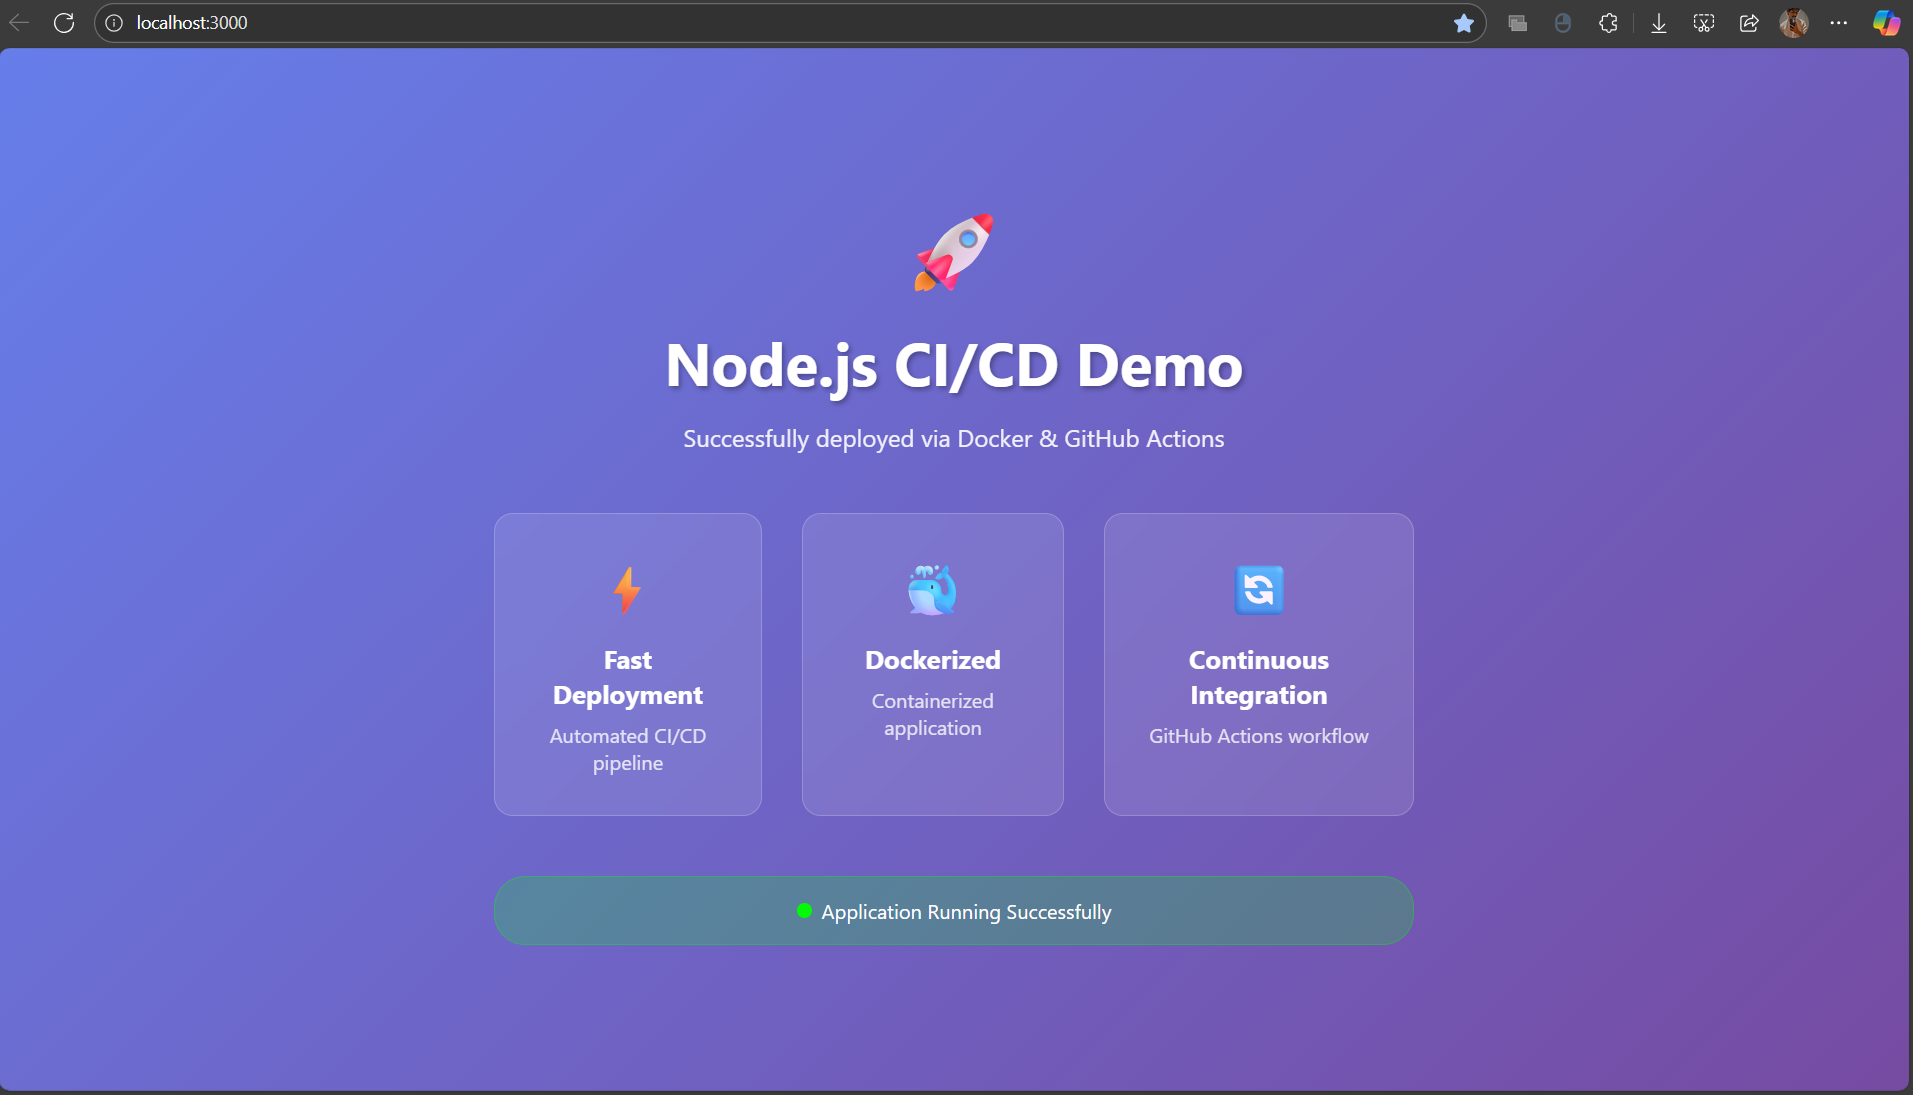 localhost:3000
Node.js CI/CD Demo
Successfully deployed via Docker & GitHub Actions
Fast
Deployment
Automated CI/CD
pipeline
Dockerized
Containerized
application
Continuous
Integration
GitHub Actions workflow
Application Running Successfully